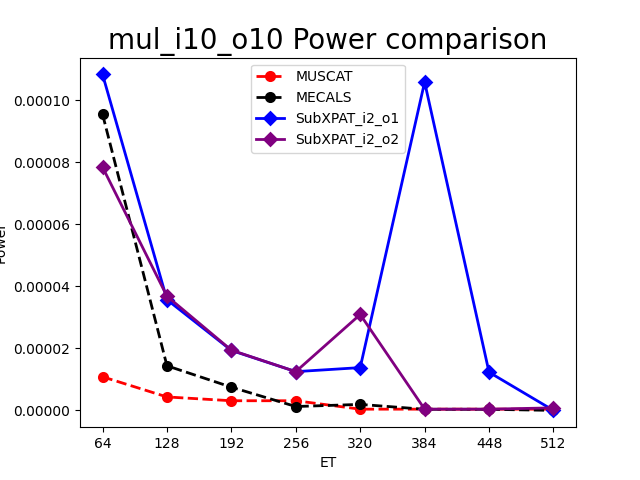 mul_i10_o10 Power comparison
MUSCAT
MECALS
SubXPAT_i2_o1
SubXPAT_i2_o2
0.00010
0.00008
0.00006
0.00004
0.00002
0.00000
Power
64 128 192 256 320 384 448 512
ET